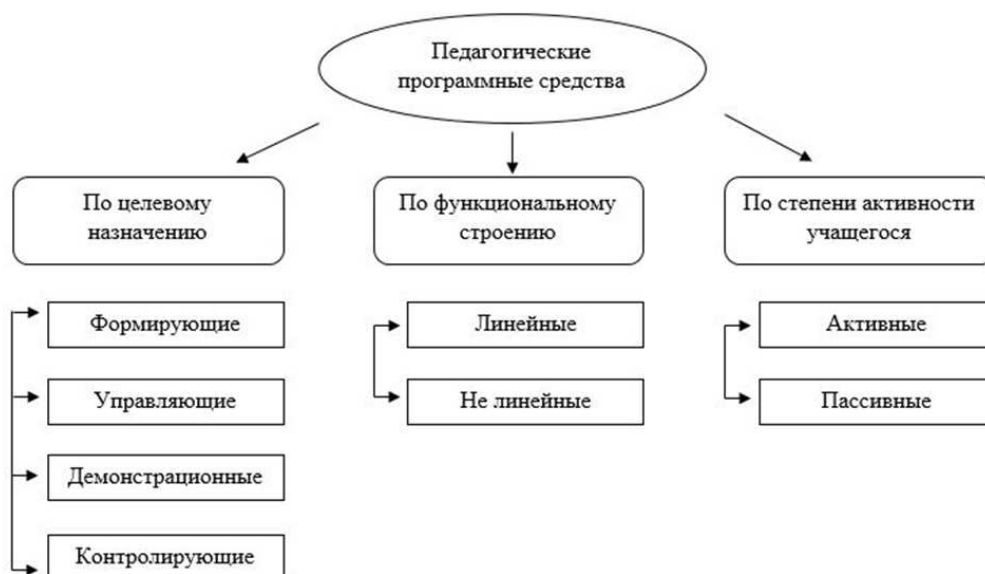 Педагогические
программные средства
По целевому
назначению
По функциональному
строению
По степени активности
учащегося
Формирующие
Линейные
Активные
Управляющие
Не линейные
Пассивные
Демонстрационные
Контролирующие